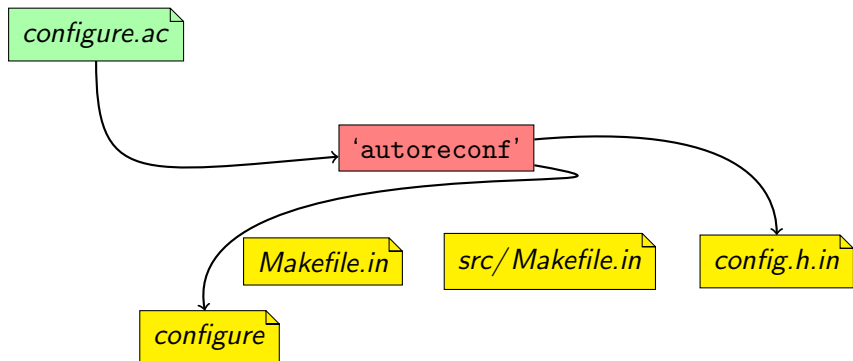 configure.ac
‘autoreconf’
Makefile.in
src/Makefile.in
config.h.in
configure